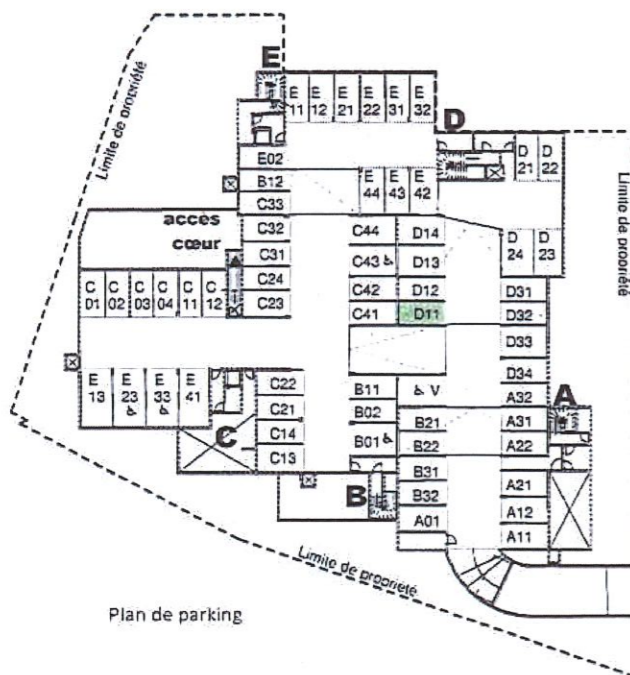 E
E 11
E 12
E 21
E 22
E 31
E 32
D
D 21
D 22
Limite de propriété
Limite de propriété
E02
B12
C33
E 44
E 43
E 42
accès
cœur
C32
C31
C24
C23
C44
C43
C42
C41
D14
D13
D12
D11
D 24
D 23
C 01
C 02
C 03
C 04
C 11
C 12
D31
D32
D33
D34
A32
A
E 13
E 23
E 33
E 41
C22
C21
C14
C13
C
B11
B02
B01
V
B21
B22
B31
B32
A01
B
A31
A22
A21
A12
A11
Limite de propriété
Plan de parking